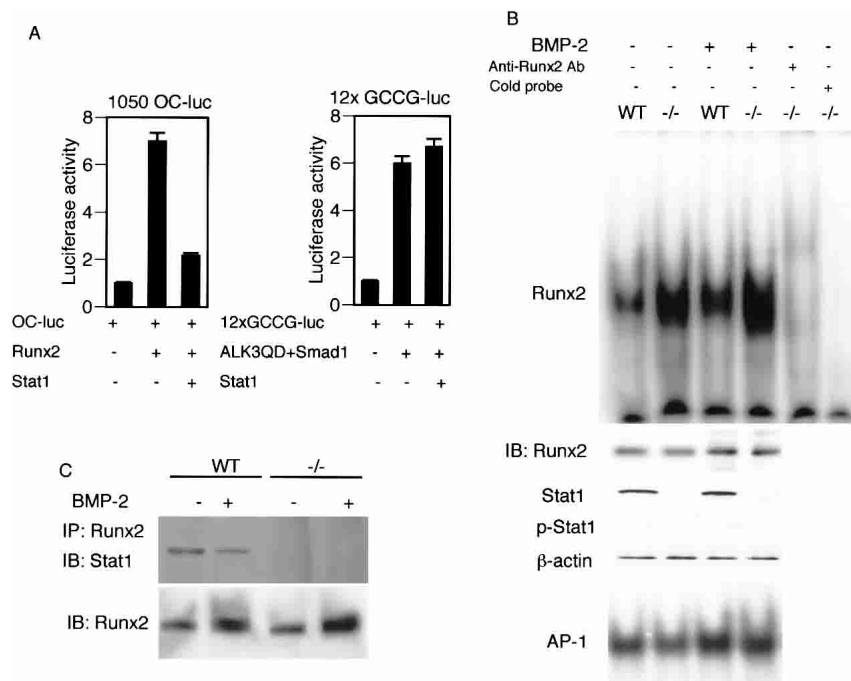 A
1050 OC-luc
Luciferase activity
8
6
4
2
0
OC-luc + + +
Runx2 - + +
Stat1 - - +
12x GCCG-luc
Luciferase activity
8
6
4
2
0
12xGCCG-luc + + +
ALK3QD+Smad1 - + +
Stat1 - - +
B
BMP-2 - - + + - -
Anti-Runx2 Ab - - - - + -
Cold probe - - - - - +
WT -/- WT -/- -/- -/-
Runx2
IB: Runx2
Stat1
p-Stat1
β-actin
AP-1
C
WT -/-
BMP-2 - + - +
IP: Runx2
IB: Stat1
IB: Runx2